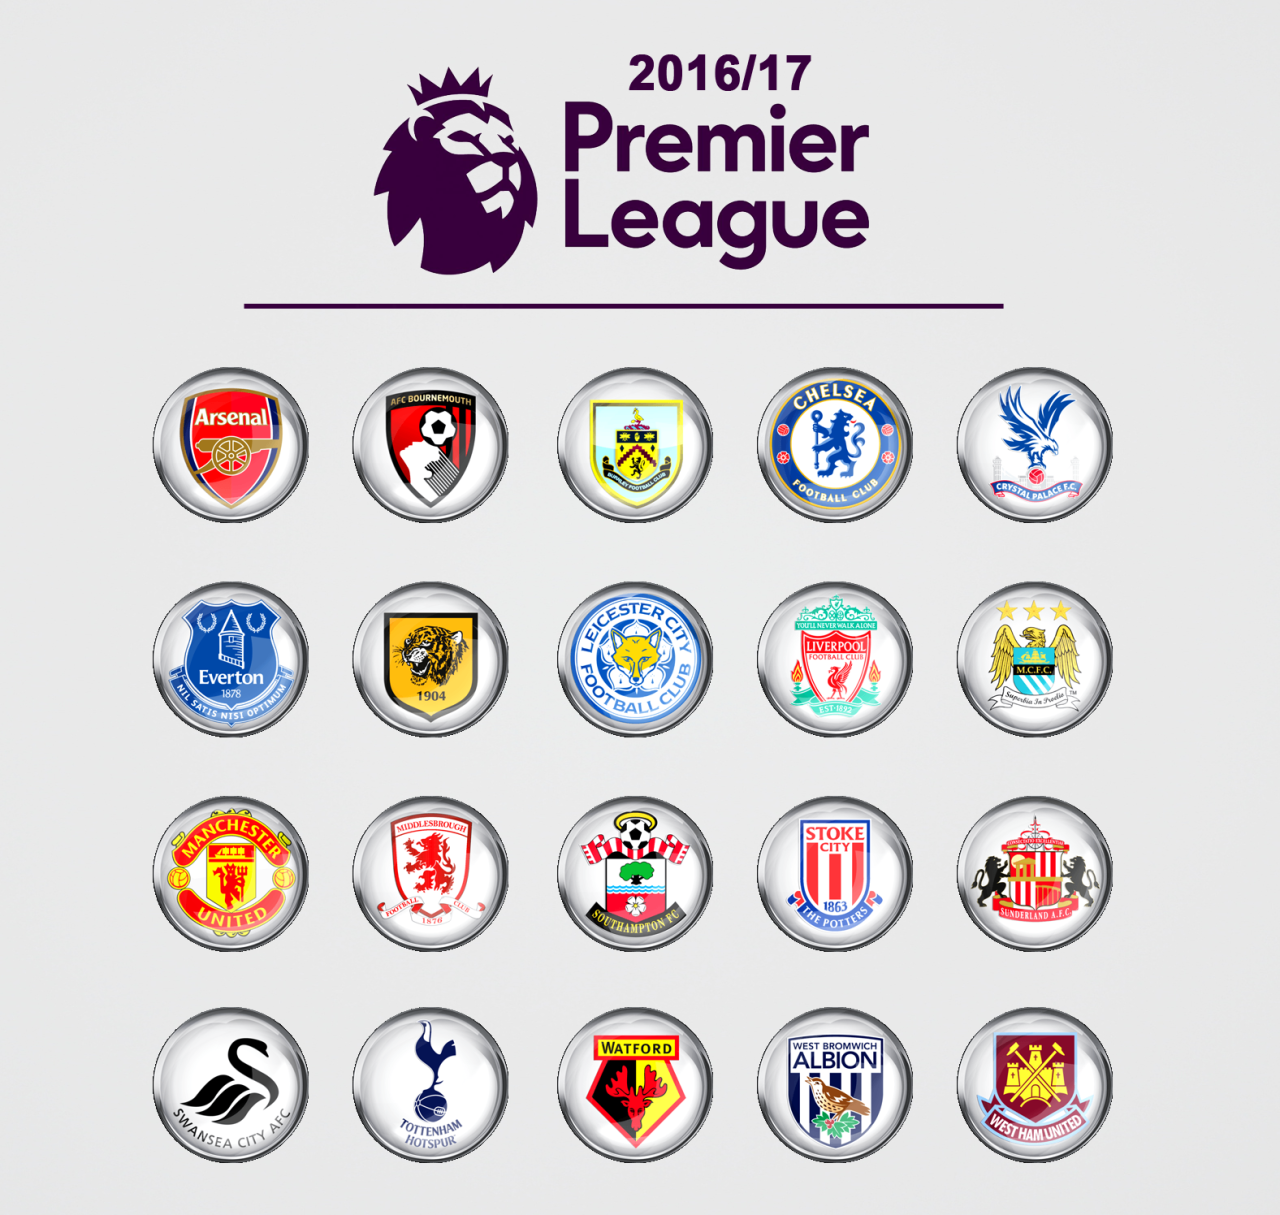 2016/17
Premier
League
Arsenal
AFC BOURNEMOUTH
BURNLEY FOOTBALL CLUB
CHELSEA
FOOTBALL CLUB
CRYSTAL PALACE F.C.
Everton
1878
NIL SATIS NISI OPTIMUM
1904
LEICESTER CITY
FOOTBALL CLUB
YOU'LL NEVER WALK ALONE
LIVERPOOL
FOOTBALL CLUB
EST·1892
M.C.F.C.
Superbia In Proelio
TM
MANCHESTER
UNITED
MIDDLESBROUGH
FOOTBALL CLUB
1876
SOUTHAMPTON FC
STOKE
CITY
1863
THE POTTERS
SUNDERLAND A.F.C.
SWANSEA CITY AFC
TOTTENHAM
HOTSPUR
WATFORD
WEST BROMWICH
ALBION
WEST HAM UNITED